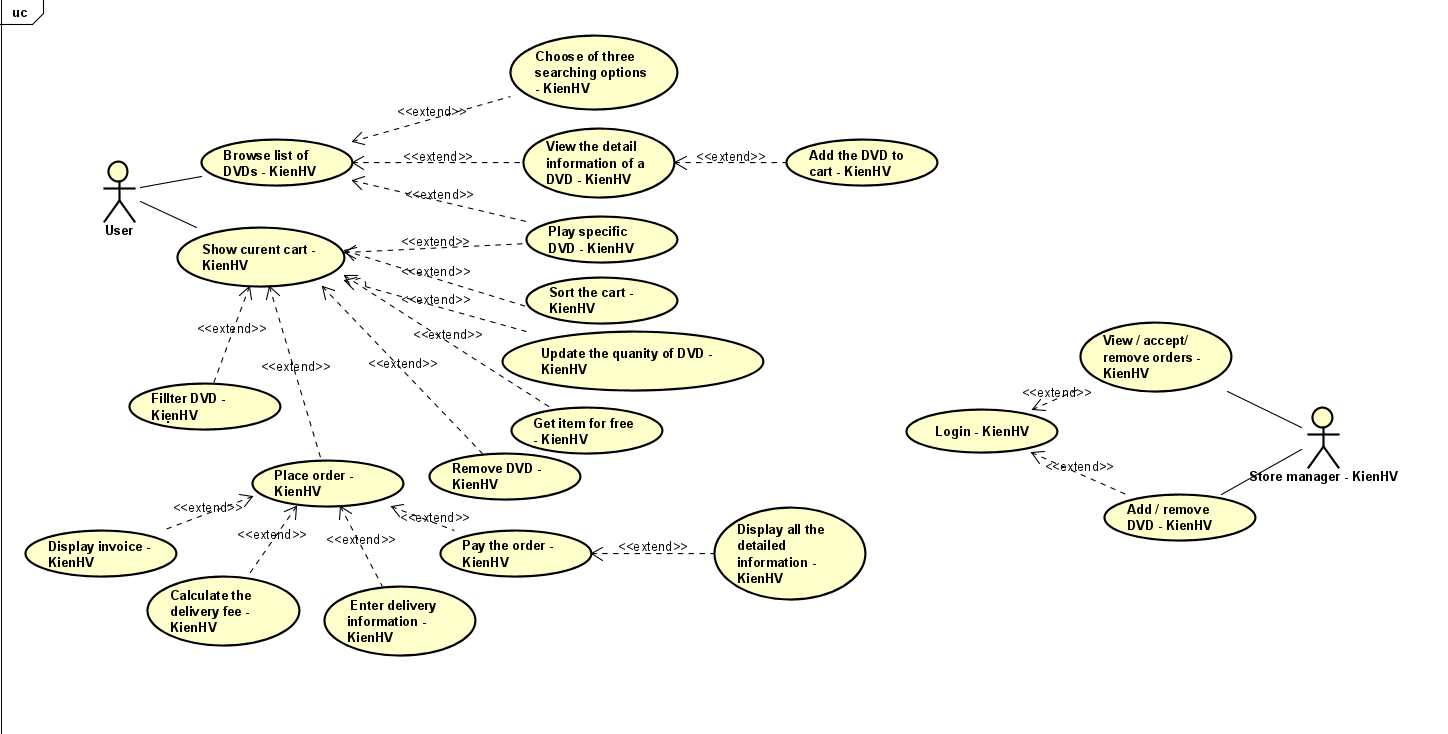 uc
Choose of three
searching options
- KienHV
<<extend>>
Browse list of
DVDs - KienHV
<<extend>>
View the detail
information of a
DVD - KienHV
<<extend>>
Add the DVD to
cart - KienHV
User
<<extend>>
Play specific
DVD - KienHV
Show curent cart -
KienHV
<<extend>>
<<extend>>
Sort the cart -
KienHV
<<extend>>
<<extend>>
<<extend>>
Update the quanity of DVD -
KienHV
<<extend>>
<<extend>>
Fillter DVD -
KienHV
Get item for free
- KienHV
View / accept/
remove orders -
KienHV
<<extend>>
Login - KienHV
<<extend>>
Store manager - KienHV
Add / remove
DVD - KienHV
Place order -
KienHV
Remove DVD -
KienHV
<<extend>>
<<extend>>
<<extend>>
<<extend>>
Display invoice -
KienHV
Pay the order -
KienHV
<<extend>>
Display all the
detailed
information -
KienHV
Calculate the
delivery fee -
KienHV
Enter delivery
information -
KienHV